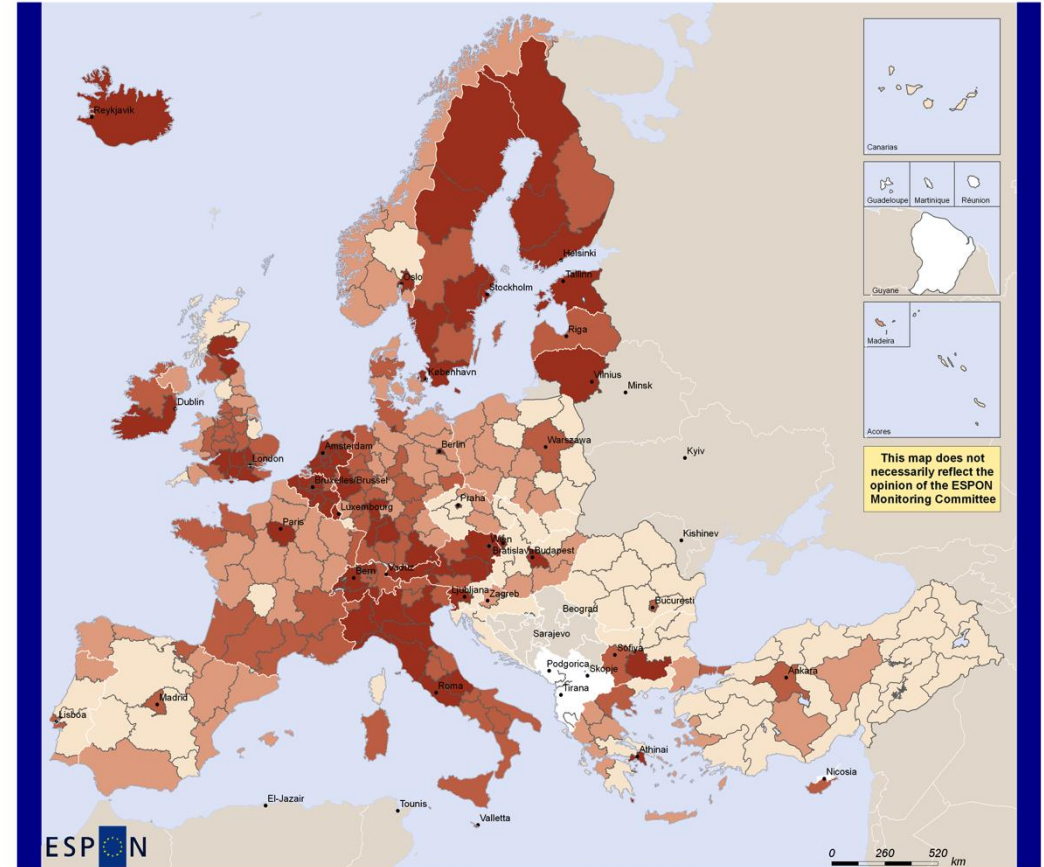 Reykjavik
Canarias
Guadeloupe
Martinique
Réunion
Guyane
Madeira
Acores
This map does not
necessarily reflect the
opinion of the ESPON
Monitoring Committee
Helsinki
Oslo
Tallinn
Stockholm
Riga
København
Vilnius
Minsk
Dublin
Amsterdam
Berlin
Warszawa
London
Kyiv
Bruxelles/Brussel
Praha
Luxembourg
Paris
Kishinev
Wien
Bratislava
Budapest
Bern
Vaduz
Ljubljana
Zagreb
Beograd
Bucuresti
Sarajevo
Sofiya
Podgorica
Skopje
Ankara
Madrid
Roma
Tirana
Lisboa
Athinai
Nicosia
El-Jazair
Tounis
Valletta
ESPON
0 260 520
km